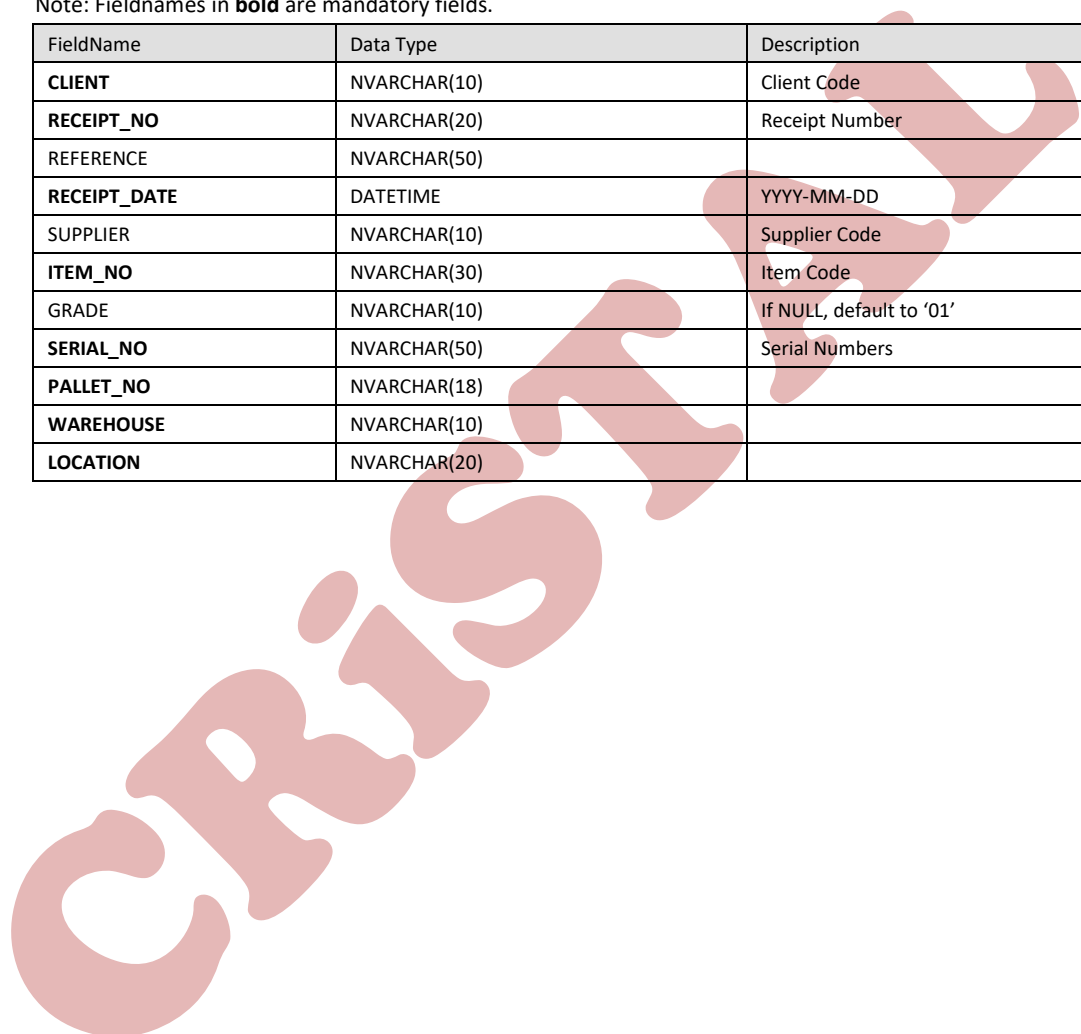 Note: Fieldnames in bold are mandatory fields.
FieldName Data Type Description
CLIENT NVARCHAR(10) Client Code
RECEIPT_NO NVARCHAR(20) Receipt Number
REFERENCE NVARCHAR(50)
RECEIPT_DATE DATETIME YYYY-MM-DD
SUPPLIER NVARCHAR(10) Supplier Code
ITEM_NO NVARCHAR(30) Item Code
GRADE NVARCHAR(10) If NULL, default to ‘01’
SERIAL_NO NVARCHAR(50) Serial Numbers
PALLET_NO NVARCHAR(18)
WAREHOUSE NVARCHAR(10)
LOCATION NVARCHAR(20)
CRiSTAL